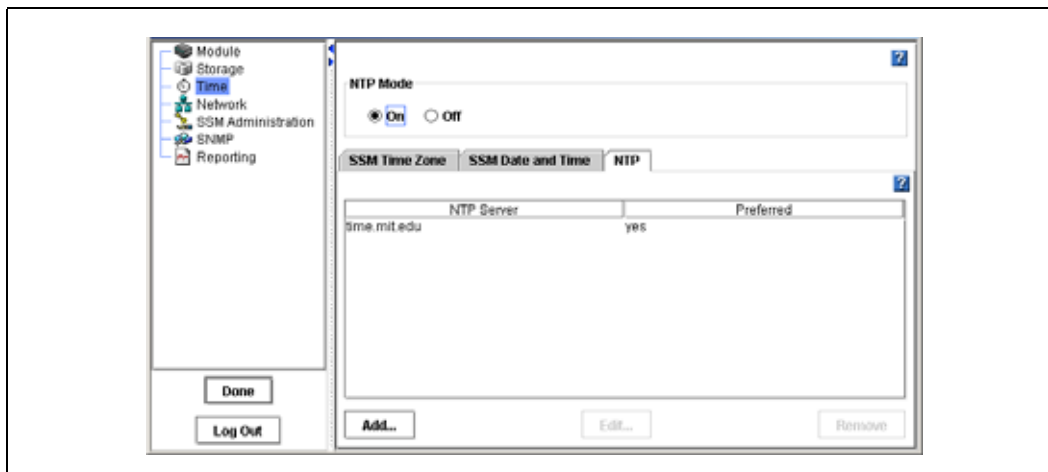 Module
Storage
Time
Network
SSM Administration
SNMP
Reporting
Done
Log Out
?
NTP Mode
On Off
SSM Time Zone SSM Date and Time NTP
?
NTP Server Preferred
time.mit.edu yes
Add... Edit... Remove